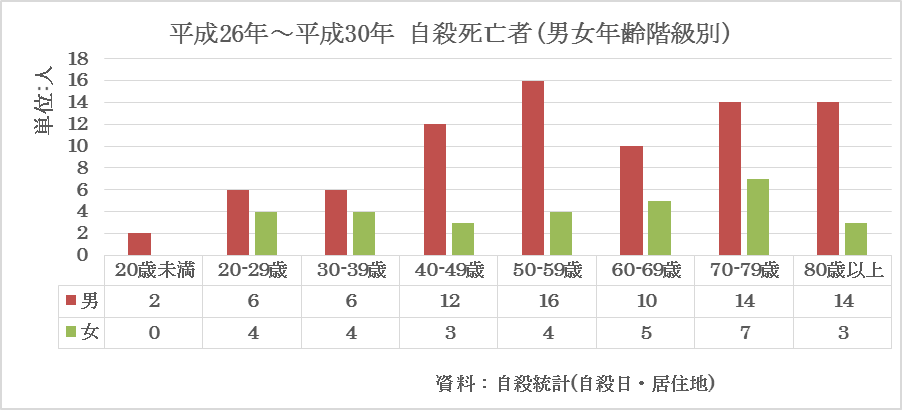 平成26年～平成30年 自殺死亡者(男女年齢階級別)
単位:人
18
16
14
12
10
8
6
4
2
0
20歳未満 20-29歳 30-39歳 40-49歳 50-59歳 60-69歳 70-79歳 80歳以上
男 2 6 6 12 16 10 14 14
女 0 4 4 3 4 5 7 3
資料：自殺統計(自殺日・居住地)